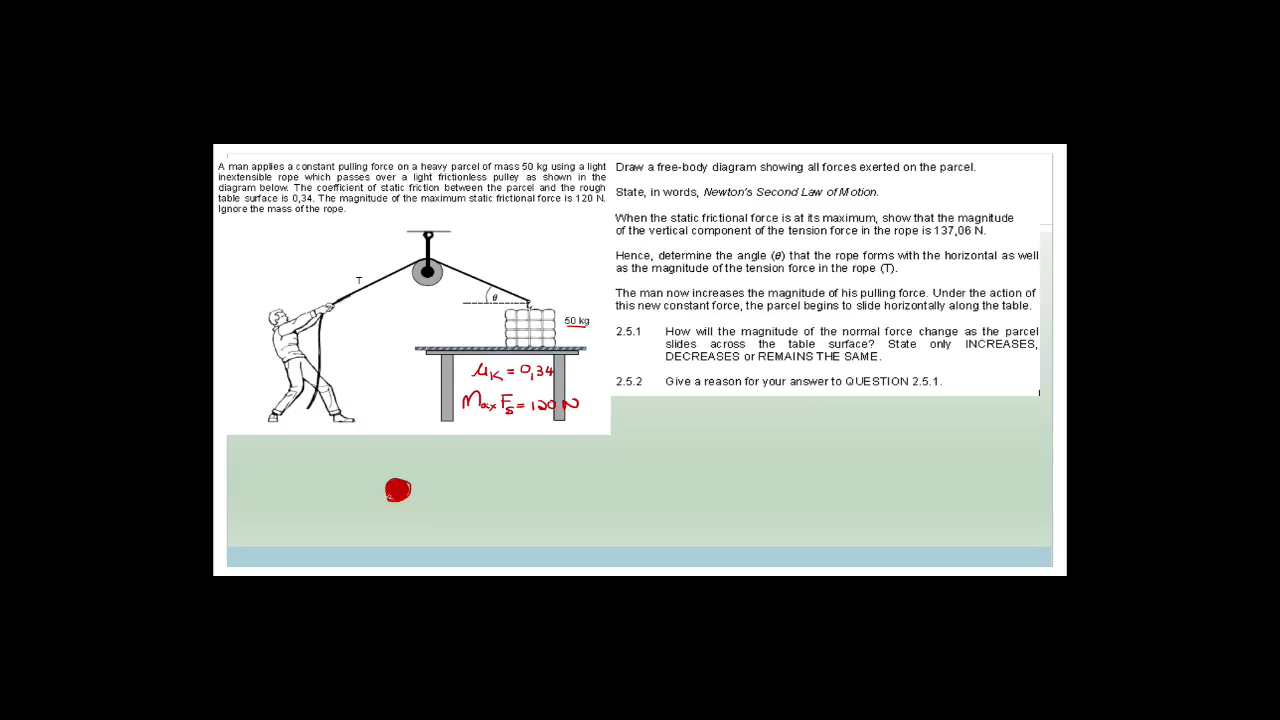 A man applies a constant pulling force on a heavy parcel of mass 50 kg using a light
inextensible rope which passes over a light frictionless pulley as shown in the
diagram below. The coefficient of static friction between the parcel and the rough
table surface is 0,34. The magnitude of the maximum static frictional force is 120 N.
Ignore the mass of the rope.
T
θ
50 kg
μK = 0,34
Max Fs = 120 N
Draw a free-body diagram showing all forces exerted on the parcel.
State, in words, Newton's Second Law of Motion.
When the static frictional force is at its maximum, show that the magnitude
of the vertical component of the tension force in the rope is 137,06 N.
Hence, determine the angle (θ) that the rope forms with the horizontal as well
as the magnitude of the tension force in the rope (T).
The man now increases the magnitude of his pulling force. Under the action of
this new constant force, the parcel begins to slide horizontally along the table.
2.5.1 How will the magnitude of the normal force change as the parcel
slides across the table surface? State only INCREASES,
DECREASES or REMAINS THE SAME.
2.5.2 Give a reason for your answer to QUESTION 2.5.1.